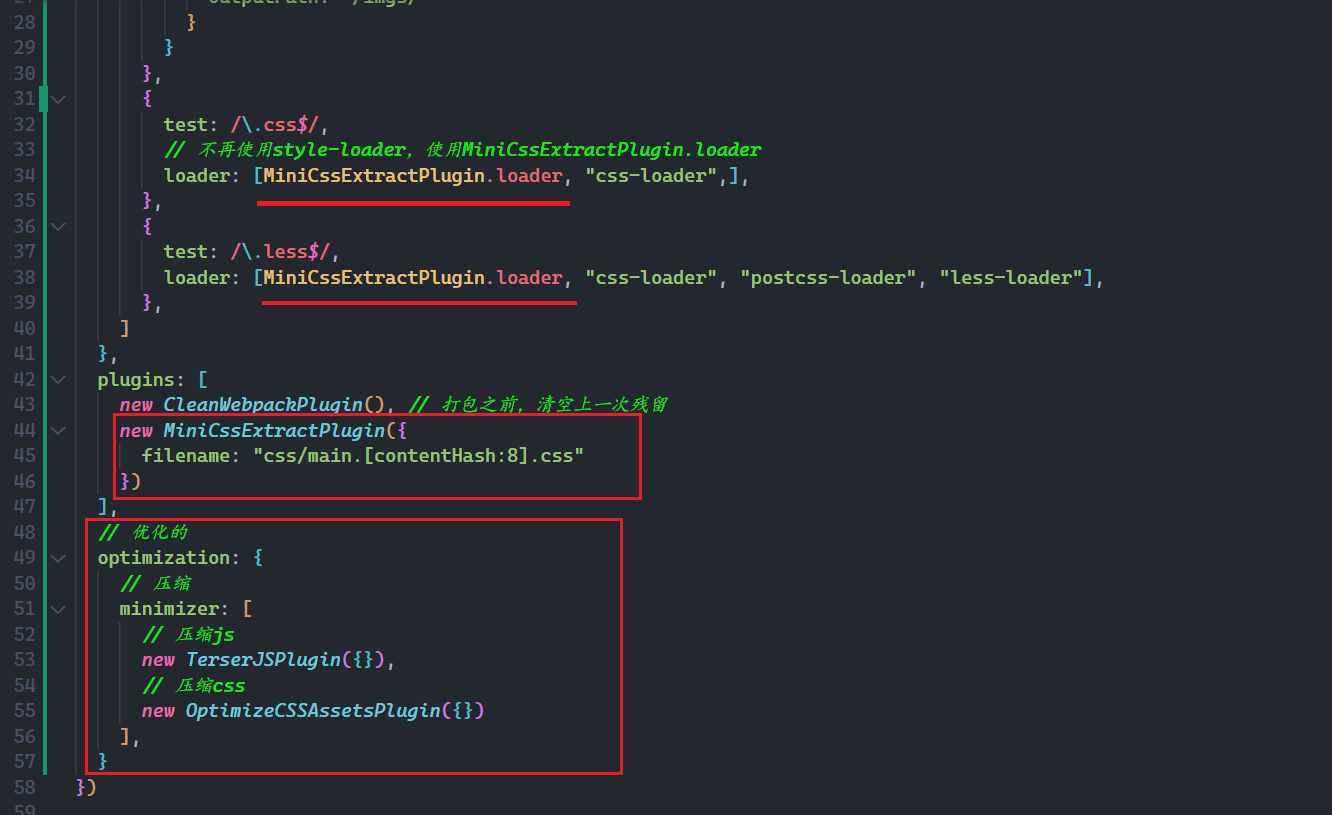 28 }
29 }
30 },
31 {
32 test: /\.css$/,
33 // 不再使用style-loader，使用MiniCssExtractPlugin.loader
34 loader: [MiniCssExtractPlugin.loader, "css-loader",],
35 },
36 {
37 test: /\.less$/,
38 loader: [MiniCssExtractPlugin.loader, "css-loader", "postcss-loader", "less-loader"],
39 },
40 ]
41 },
42 plugins: [
43 new CleanWebpackPlugin(), // 打包之前，清空上一次残留
44 new MiniCssExtractPlugin({
45 filename: "css/main.[contentHash:8].css"
46 })
47 ],
48 // 优化的
49 optimization: {
50 // 压缩
51 minimizer: [
52 // 压缩js
53 new TerserJSPlugin({}),
54 // 压缩css
55 new OptimizeCSSAssetsPlugin({})
56 ],
57 }
58 })
59